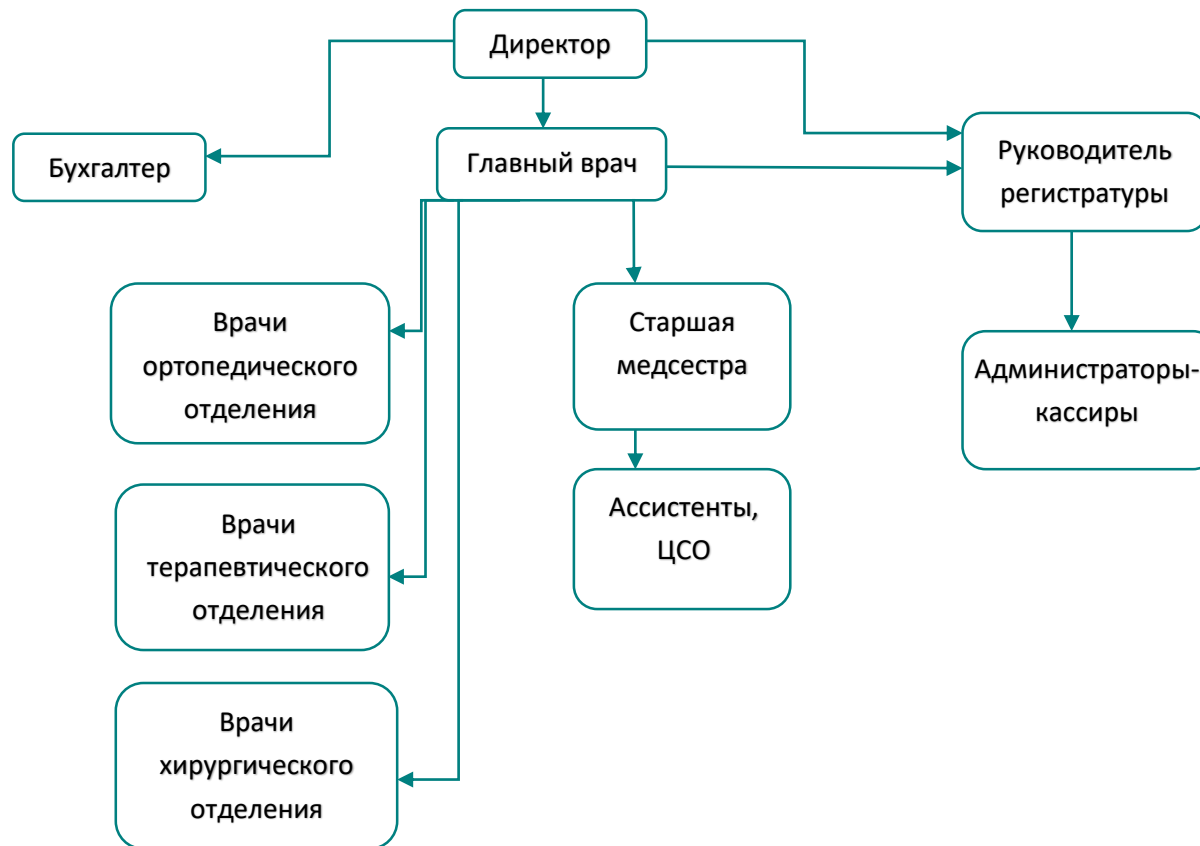 Директор
Бухгалтер
Главный врач
Руководитель
регистратуры
Врачи
ортопедического
отделения
Старшая
медсестра
Администраторы-
кассиры
Врачи
терапевтического
отделения
Ассистенты,
ЦСО
Врачи
хирургического
отделения